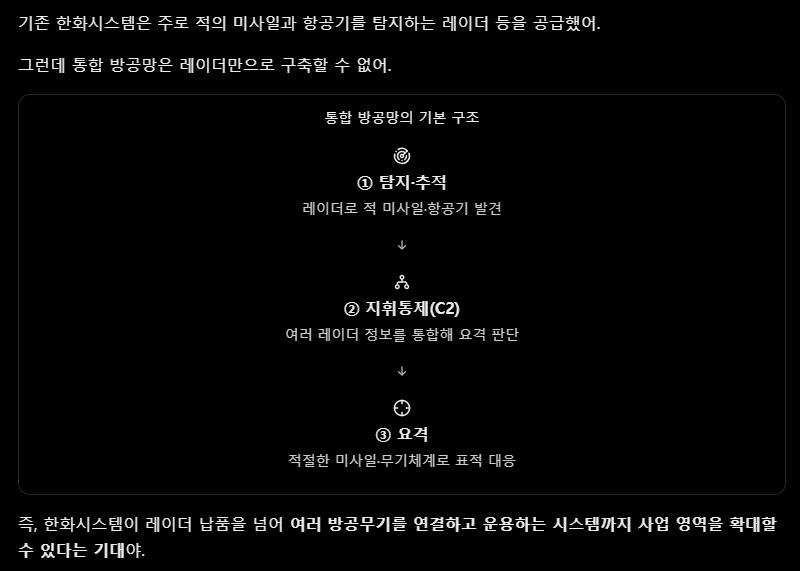 기존 한화시스템은 주로 적의 미사일과 항공기를 탐지하는 레이더 등을 공급했어.
그런데 통합 방공망은 레이더만으로 구축할 수 없어.
통합 방공망의 기본 구조
① 탐지·추적
레이더로 적 미사일·항공기 발견
↓
② 지휘통제(C2)
여러 레이더 정보를 통합해 요격 판단
↓
③ 요격
적절한 미사일·무기체계로 표적 대응
즉, 한화시스템이 레이더 납품을 넘어 여러 방공무기를 연결하고 운용하는 시스템까지 사업 영역을 확대할
수 있다는 기대야.